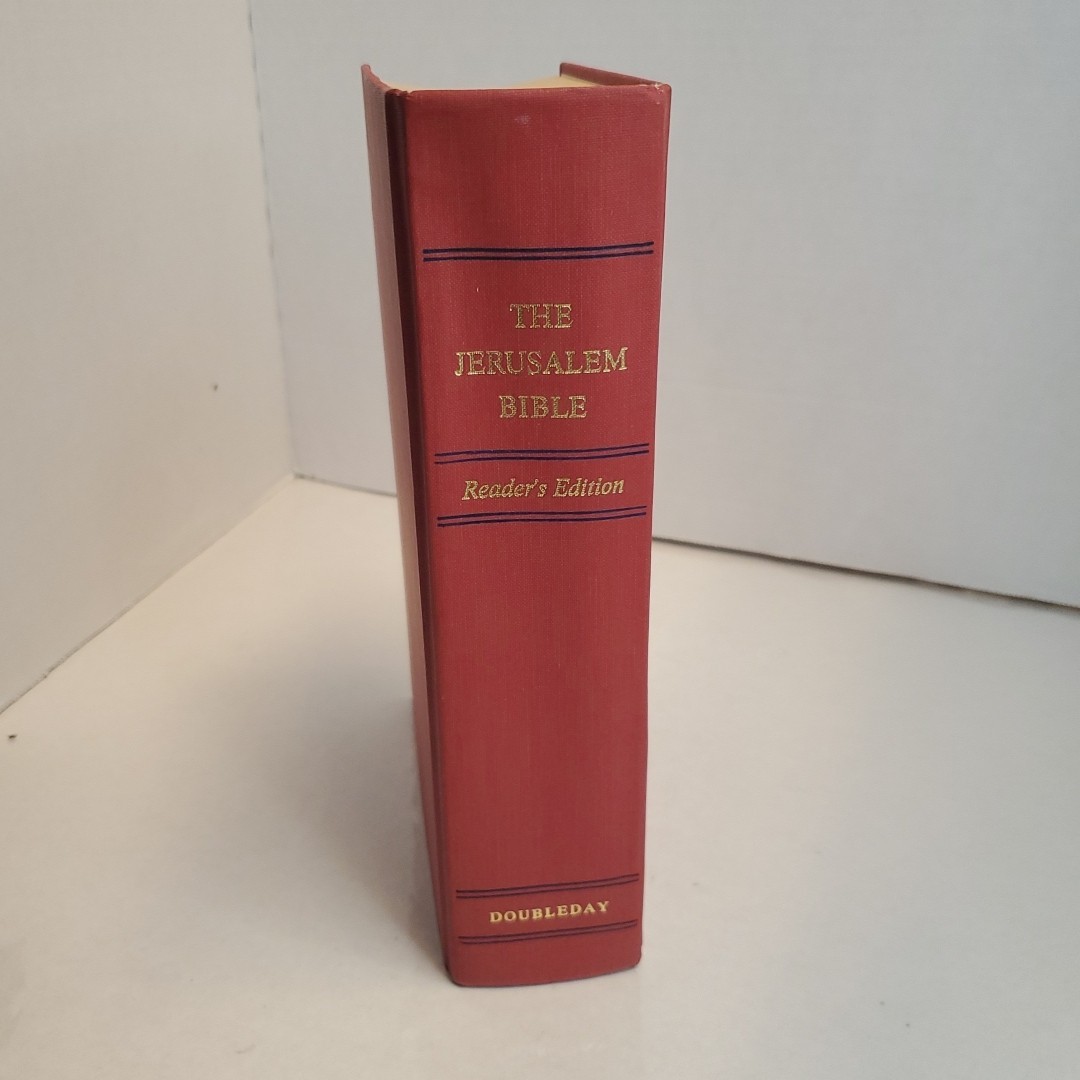 THE
JERUSALEM
BIBLE
Reader's Edition
DOUBLEDAY